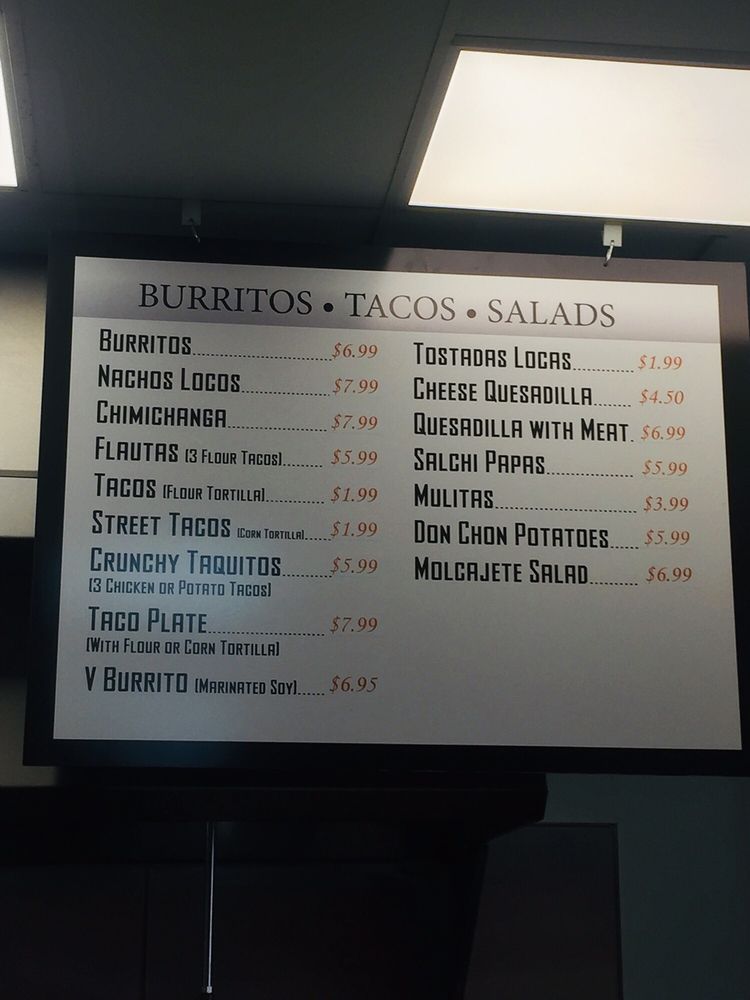 BURRITOS • TACOS • SALADS
BURRITOS $6.99
NACHOS LOCOS $7.99
CHIMICHANGA $7.99
FLAUTAS (3 FLOUR TACOS) $5.99
TACOS (FLOUR TORTILLA) $1.99
STREET TACOS (CORN TORTILLA) $1.99
CRUNCHY TAQUITOS $5.99
(3 CHICKEN OR POTATO TACOS)
TACO PLATE $7.99
(WITH FLOUR OR CORN TORTILLA)
V BURRITO (MARINATED SOY) $6.95
TOSTADAS LOCAS $1.99
CHEESE QUESADILLA $4.50
QUESADILLA WITH MEAT $6.99
SALCHI PAPAS $5.99
MULITAS $3.99
DON CHON POTATOES $5.99
MOLCAJETE SALAD $6.99